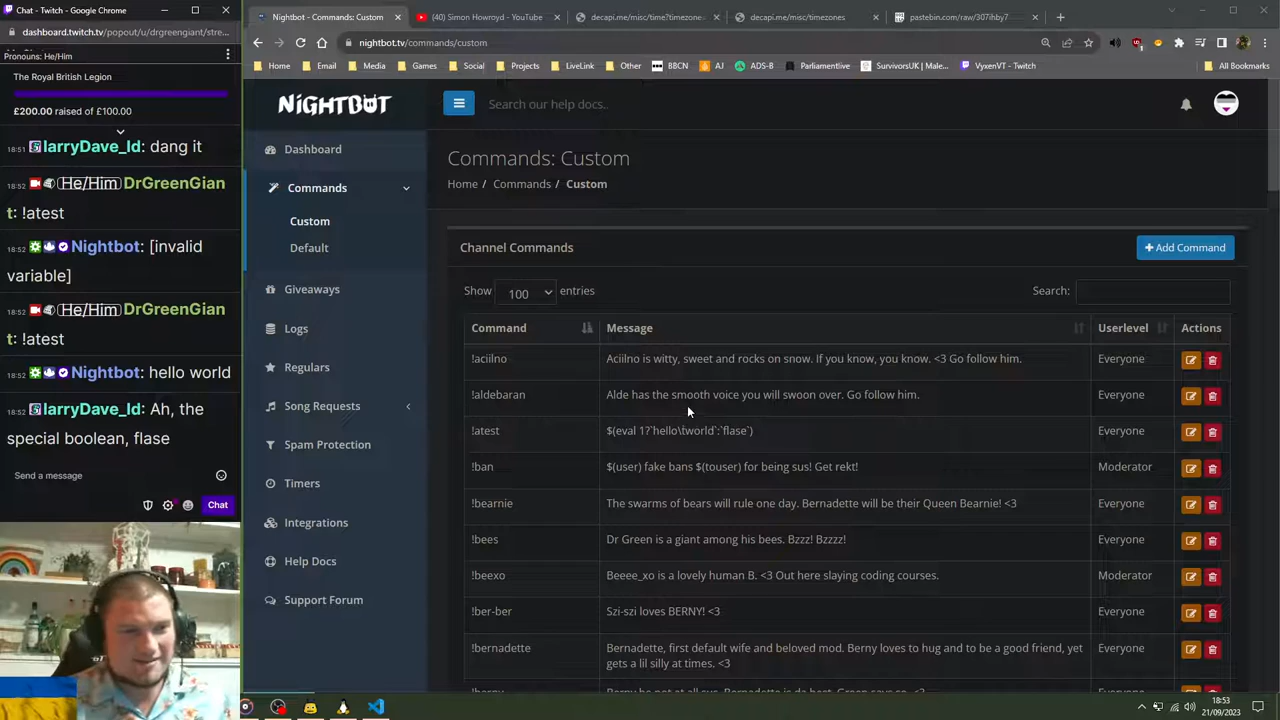 Chat - Twitch - Google Chrome
dashboard.twitch.tv/popout/u/drgreengiant/stre...
Pronouns: He/Him
The Royal British Legion
£200.00 raised of £100.00
18:51 larryDave_Id: dang it
18:52 He/Him DrGreenGian
t: !atest
18:52 Nightbot: [invalid
variable]
18:52 He/Him DrGreenGian
t: !atest
18:52 Nightbot: hello world
18:52 larryDave_Id: Ah, the
special boolean, flase
Send a message
Chat
Nightbot - Commands: Custom
(40) Simon Howroyd - YouTube
decapi.me/misc/time?timezone-
decapi.me/misc/timezones
pastebin.com/raw/307ihby7
nightbot.tv/commands/custom
Home
Email
Media
Games
Social
Projects
LiveLink
Other
BBCN
AJ
ADS-B
Parliamentlive
SurvivorsUK | Male...
VyxenVT - Twitch
All Bookmarks
NIGHTBOT
Search our help docs..
Dashboard
Commands
Custom
Default
Giveaways
Logs
Regulars
Song Requests
Spam Protection
Timers
Integrations
Help Docs
Support Forum
Commands: Custom
Home / Commands / Custom
Channel Commands
+ Add Command
Show 100 entries
Search:
Command Message Userlevel Actions
!aciilno Aciilno is witty, sweet and rocks on snow. If you know, you know. <3 Go follow him. Everyone
!aldebaran Alde has the smooth voice you will swoon over. Go follow him. Everyone
!atest $(eval 1?`hello\tworld`:`flase`) Everyone
!ban $(user) fake bans $(touser) for being sus! Get rekt! Moderator
!bearnie The swarms of bears will rule one day. Bernadette will be their Queen Bearnie! <3 Everyone
!bees Dr Green is a giant among his bees. Bzzz! Bzzzz! Everyone
!beexo Beeee_xo is a lovely human B. <3 Out here slaying coding courses. Moderator
!ber-ber Szi-szi loves BERNY! <3 Everyone
!bernadette Bernadette, first default wife and beloved mod. Berny loves to hug and to be a good friend, yet Everyone
gets a lil silly at times. <3
18:53
21/09/2023